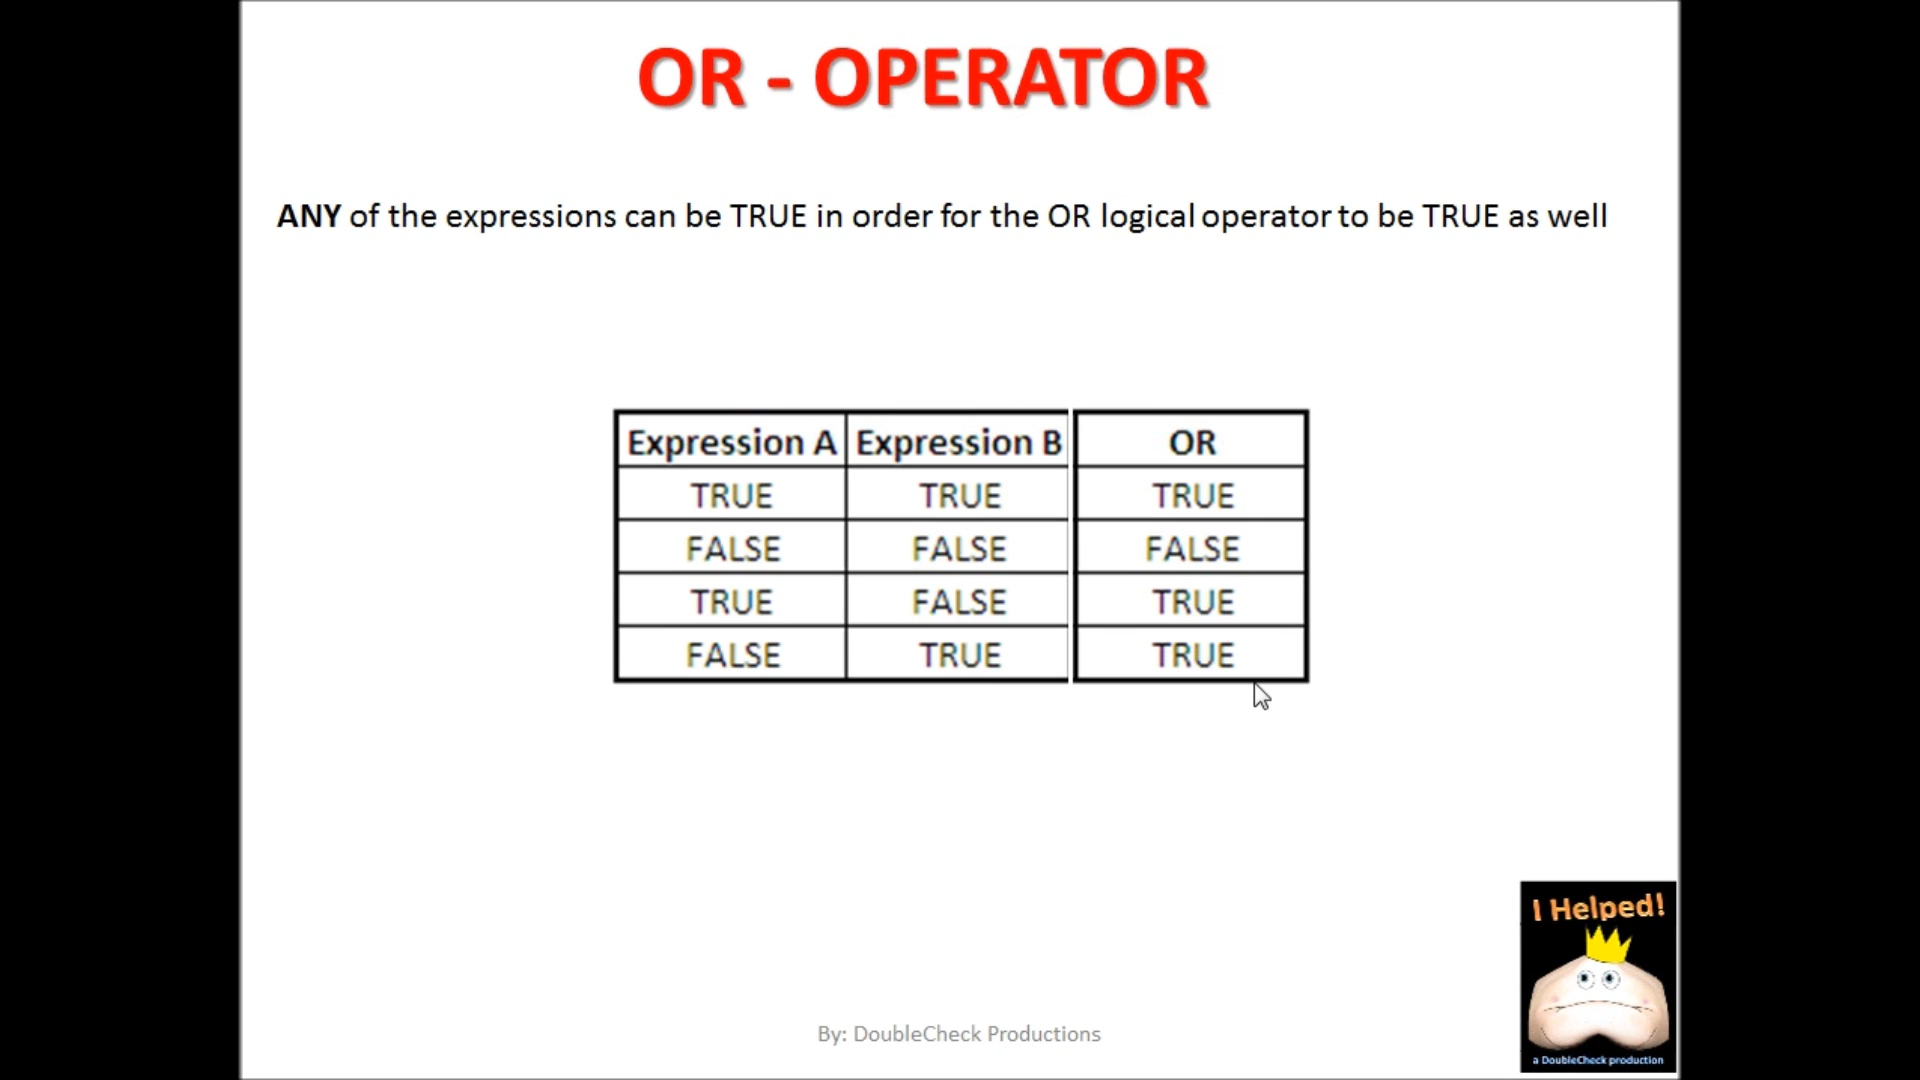 OR - OPERATOR
ANY of the expressions can be TRUE in order for the OR logical operator to be TRUE as well
Expression A Expression B OR
TRUE TRUE TRUE
FALSE FALSE FALSE
TRUE FALSE TRUE
FALSE TRUE TRUE
I Helped!
a DoubleCheck production
By: DoubleCheck Productions